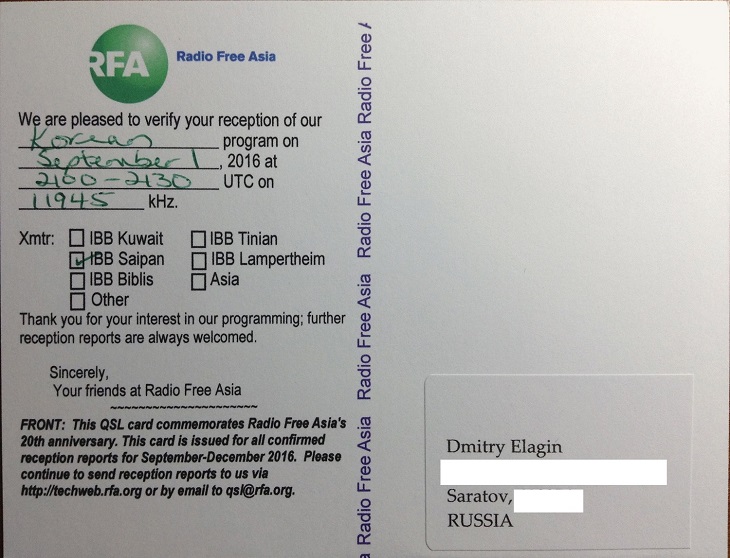 RFA
Radio Free Asia
We are pleased to verify your reception of our
Korean program on
September 1, 2016 at
2100-2130 UTC on
11945 kHz.
Xmtr: IBB Kuwait IBB Tinian
IBB Saipan IBB Lampertheim
IBB Biblis Asia
Other
Thank you for your interest in our programming; further
reception reports are always welcomed.
Sincerely,
Your friends at Radio Free Asia
~~~~~~~~~~~~~~~~~~~~~
FRONT: This QSL card commemorates Radio Free Asia's
20th anniversary. This card is issued for all confirmed
reception reports for September-December 2016. Please
continue to send reception reports to us via
http://techweb.rfa.org or by email to qsl@rfa.org.
a Radio Free Asia Radio Free Asia Radio Free Asia Radio Free A
Dmitry Elagin
Saratov,
RUSSIA